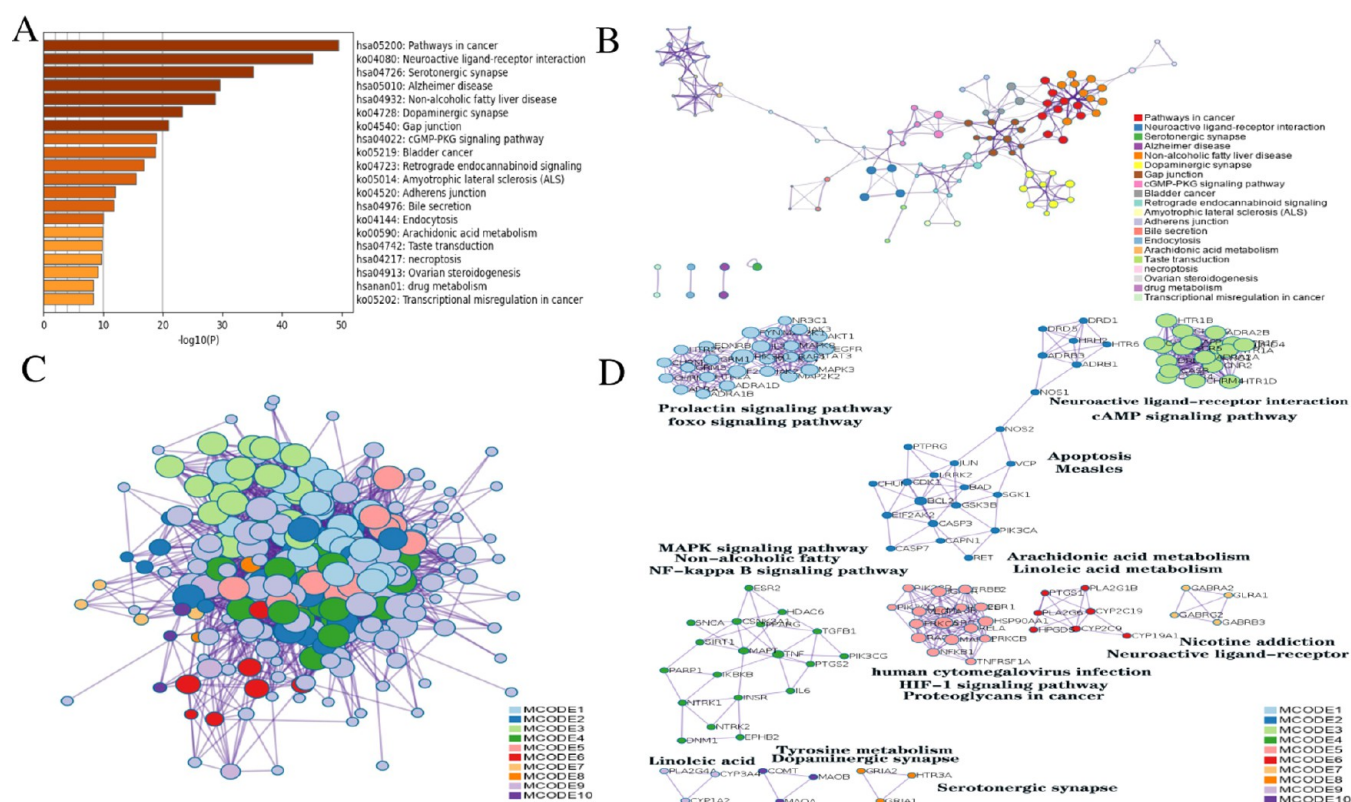 A
hsa05200: Pathways in cancer
ko04080: Neuroactive ligand-receptor interaction
hsa04726: Serotonergic synapse
hsa05010: Alzheimer disease
hsa04932: Non-alcoholic fatty liver disease
ko04728: Dopaminergic synapse
ko04540: Gap junction
hsa04022: cGMP-PKG signaling pathway
ko05219: Bladder cancer
ko04723: Retrograde endocannabinoid signaling
ko05014: Amyotrophic lateral sclerosis (ALS)
ko04520: Adherens junction
hsa04976: Bile secretion
ko04144: Endocytosis
ko00590: Arachidonic acid metabolism
hsa04742: Taste transduction
hsa04217: necroptosis
hsa04913: Ovarian steroidogenesis
hsanan01: drug metabolism
ko05202: Transcriptional misregulation in cancer
0 10 20 30 40 50
-log10(P)
B
Pathways in cancer
Neuroactive ligand-receptor interaction
Serotonergic synapse
Alzheimer disease
Non-alcoholic fatty liver disease
Dopaminergic synapse
Gap junction
cGMP-PKG signaling pathway
Bladder cancer
Retrograde endocannabinoid signaling
Amyotrophic lateral sclerosis (ALS)
Adherens junction
Bile secretion
Endocytosis
Arachidonic acid metabolism
Taste transduction
necroptosis
Ovarian steroidogenesis
drug metabolism
Transcriptional misregulation in cancer
C
MCODE1
MCODE2
MCODE3
MCODE4
MCODE5
MCODE6
MCODE7
MCODE8
MCODE9
MCODE10
D
NR3C1
JAK3
AKT1
EDNRB
EGFR
STAT3
GRM1
MAPK3
MAP2K2
ADRA1D
ADRA1B
Prolactin signaling pathway
foxo signaling pathway
DRD1
DRD5
HRH2
HTR6
ADRB3
ADRB1
NOS1
HTR1B
ADRA2B
HTR1A
CNR2
HTR1D
Neuroactive ligand-receptor interaction
cAMP signaling pathway
NOS2
PTPRG
JUN
VCP
LRRK2
CDK1
BAD
BCL2
SGK1
GSK3B
EIF2AK2
CASP3
PIK3CA
CAPN1
CASP7
RET
Apoptosis
Measles
MAPK signaling pathway
Non-alcoholic fatty
NF-kappa B signaling pathway
Arachidonic acid metabolism
Linoleic acid metabolism
ESR2
HDAC6
SNCA
TGFB1
SIRT1
TNF
PIK3CG
PTGS2
PARP1
IKBKB
IL6
INSR
NTRK1
NTRK2
EPHB2
DNM1
ERBB2
HSP90AA1
RELA
PRKCB
NFKB1
TNFRSF1A
human cytomegalovirus infection
HIF-1 signaling pathway
Proteoglycans in cancer
PLA2G1B
PTGS1
PLA2G6
CYP2C19
HPGDS
CYP2C9
CYP19A1
GABRA2
GLRA1
GABRG2
GABRB3
Nicotine addiction
Neuroactive ligand-receptor
Tyrosine metabolism
Dopaminergic synapse
Linoleic acid
PLA2G4A
CYP3A4
CYP1A2
COMT
MAOB
MAOA
GRIA2
HTR3A
GRIA1
Serotonergic synapse
MCODE1
MCODE2
MCODE3
MCODE4
MCODE5
MCODE6
MCODE7
MCODE8
MCODE9
MCODE10